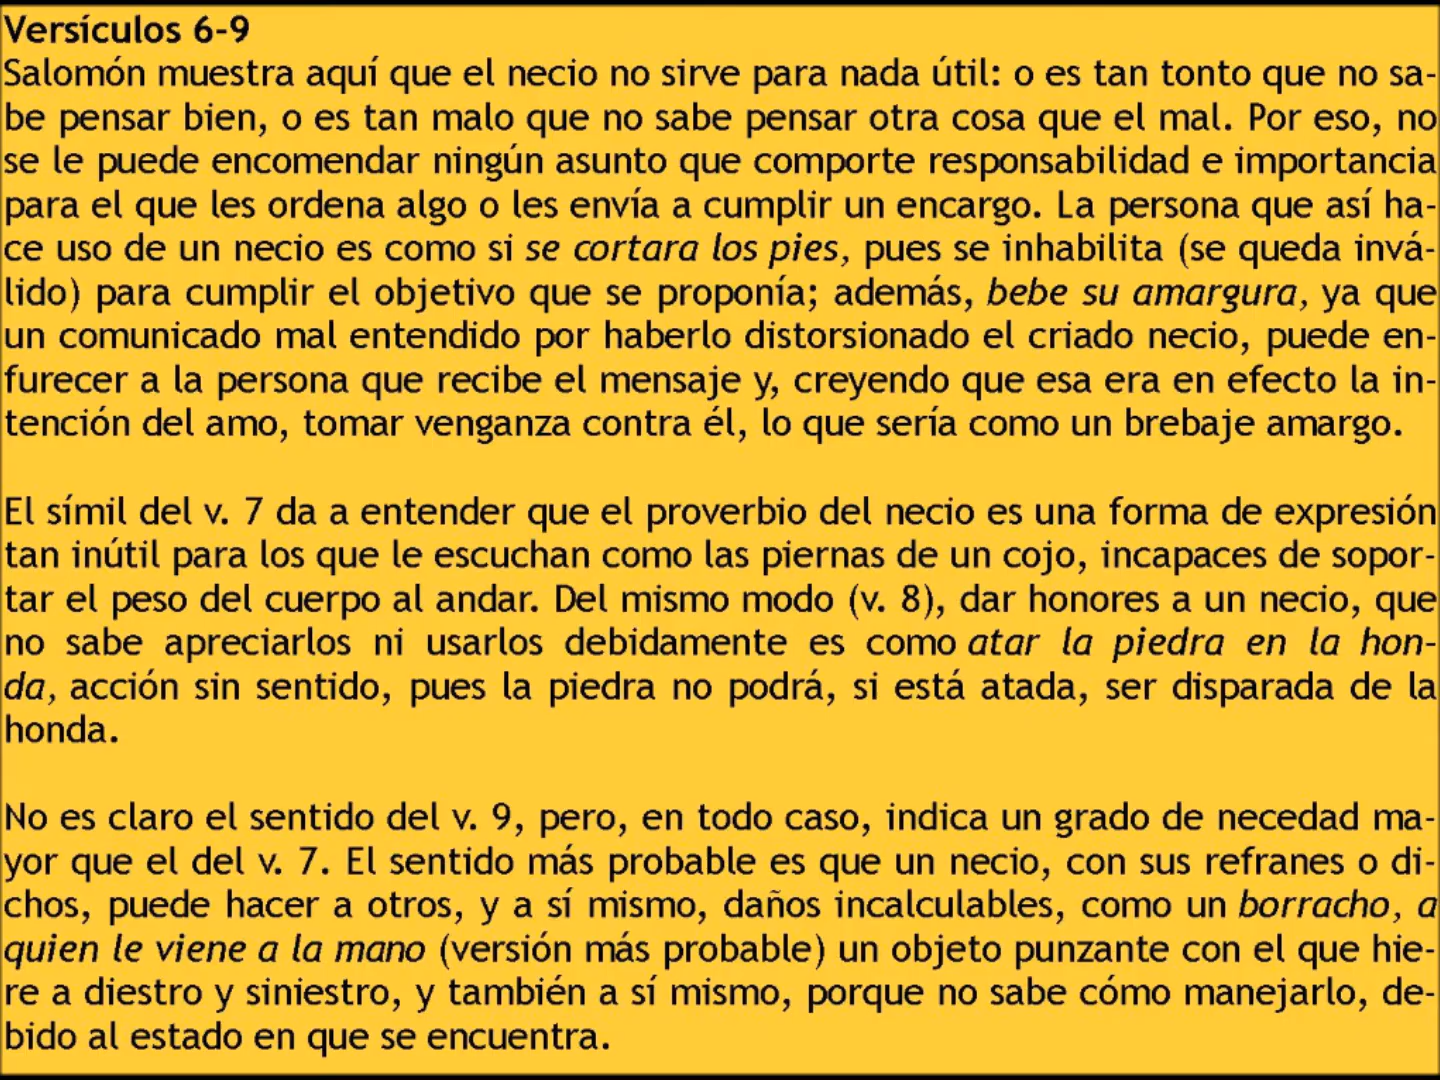 Versículos 6-9
Salomón muestra aquí que el necio no sirve para nada útil: o es tan tonto que no sa-
be pensar bien, o es tan malo que no sabe pensar otra cosa que el mal. Por eso, no
se le puede encomendar ningún asunto que comporte responsabilidad e importancia
para el que les ordena algo o les envía a cumplir un encargo. La persona que así ha-
ce uso de un necio es como si se cortara los pies, pues se inhabilita (se queda invá-
lido) para cumplir el objetivo que se proponía; además, bebe su amargura, ya que
un comunicado mal entendido por haberlo distorsionado el criado necio, puede en-
furecer a la persona que recibe el mensaje y, creyendo que esa era en efecto la in-
tención del amo, tomar venganza contra él, lo que sería como un brebaje amargo.
El símil del v. 7 da a entender que el proverbio del necio es una forma de expresión
tan inútil para los que le escuchan como las piernas de un cojo, incapaces de sopor-
tar el peso del cuerpo al andar. Del mismo modo (v. 8), dar honores a un necio, que
no sabe apreciarlos ni usarlos debidamente es como atar la piedra en la hon-
da, acción sin sentido, pues la piedra no podrá, si está atada, ser disparada de la
honda.
No es claro el sentido del v. 9, pero, en todo caso, indica un grado de necedad ma-
yor que el del v. 7. El sentido más probable es que un necio, con sus refranes o di-
chos, puede hacer a otros, y a sí mismo, daños incalculables, como un borracho, a
quien le viene a la mano (versión más probable) un objeto punzante con el que hie-
re a diestro y siniestro, y también a sí mismo, porque no sabe cómo manejarlo, de-
bido al estado en que se encuentra.